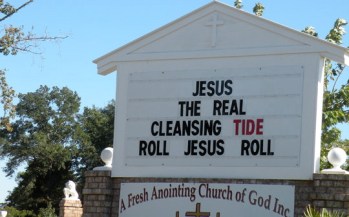 JESUS
THE REAL
CLEANSING TIDE
ROLL JESUS ROLL
A Fresh Anointing Church of God Inc